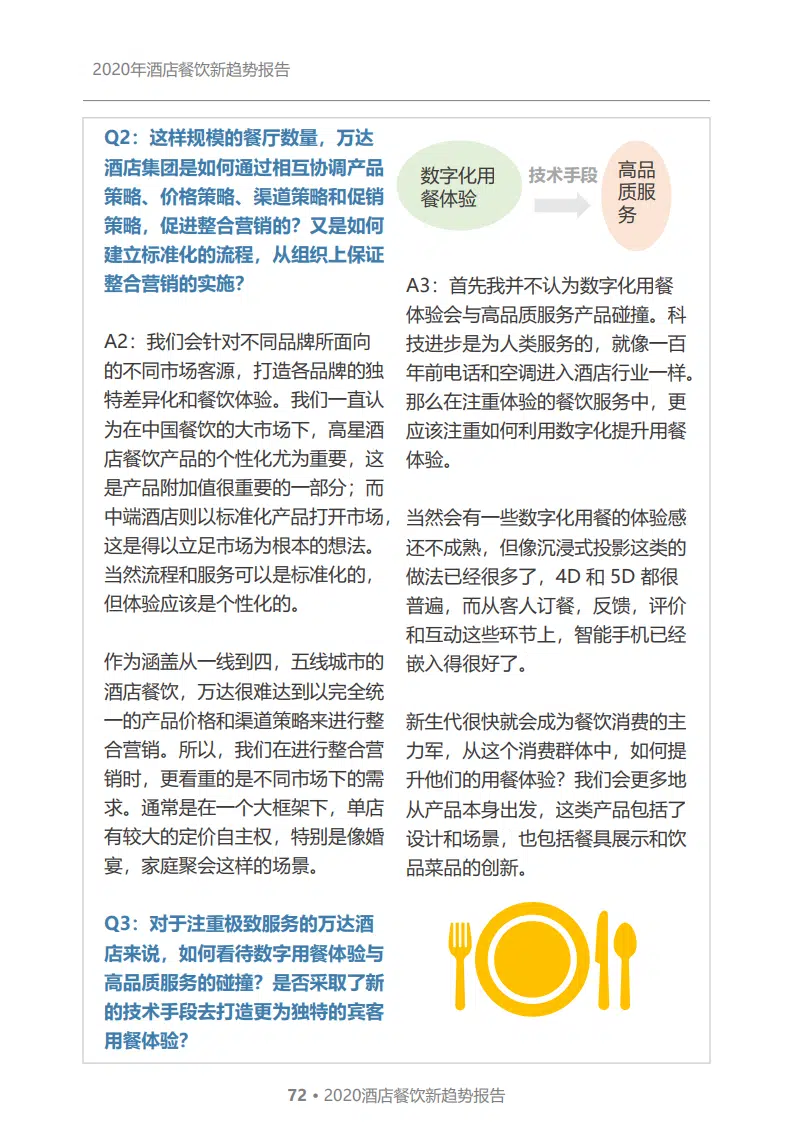 2020年酒店餐饮新趋势报告
Q2：这样规模的餐厅数量，万达
酒店集团是如何通过相互协调产品
策略、价格策略、渠道策略和促销
策略，促进整合营销的？又是如何
建立标准化的流程，从组织上保证
整合营销的实施？
A2：我们会针对不同品牌所面向
的不同市场客源，打造各品牌的独
特差异化和餐饮体验。我们一直认
为在中国餐饮的大市场下，高星酒
店餐饮产品的个性化尤为重要，这
是产品附加值很重要的一部分；而
中端酒店则以标准化产品打开市场，
这是得以立足市场为根本的想法。
当然流程和服务可以是标准化的，
但体验应该是个性化的。
作为涵盖从一线到四，五线城市的
酒店餐饮，万达很难达到以完全统
一的产品价格和渠道策略来进行整
合营销。所以，我们在进行整合营
销时，更看重的是不同市场下的需
求。通常是在一个大框架下，单店
有较大的定价自主权，特别是像婚
宴，家庭聚会这样的场景。
Q3：对于注重极致服务的万达酒
店来说，如何看待数字用餐体验与
高品质服务的碰撞？是否采取了新
的技术手段去打造更为独特的宾客
用餐体验？
数字化用
餐体验
技术手段
高品
质服
务
A3：首先我并不认为数字化用餐
体验会与高品质服务产品碰撞。科
技进步是为人类服务的，就像一百
年前电话和空调进入酒店行业一样。
那么在注重体验的餐饮服务中，更
应该注重如何利用数字化提升用餐
体验。
当然会有一些数字化用餐的体验感
还不成熟，但像沉浸式投影这类的
做法已经很多了，4D 和 5D 都很
普遍，而从客人订餐，反馈，评价
和互动这些环节上，智能手机已经
嵌入得很好了。
新生代很快就会成为餐饮消费的主
力军，从这个消费群体中，如何提
升他们的用餐体验？我们会更多地
从产品本身出发，这类产品包括了
设计和场景，也包括餐具展示和饮
品菜品的创新。
72 • 2020酒店餐饮新趋势报告